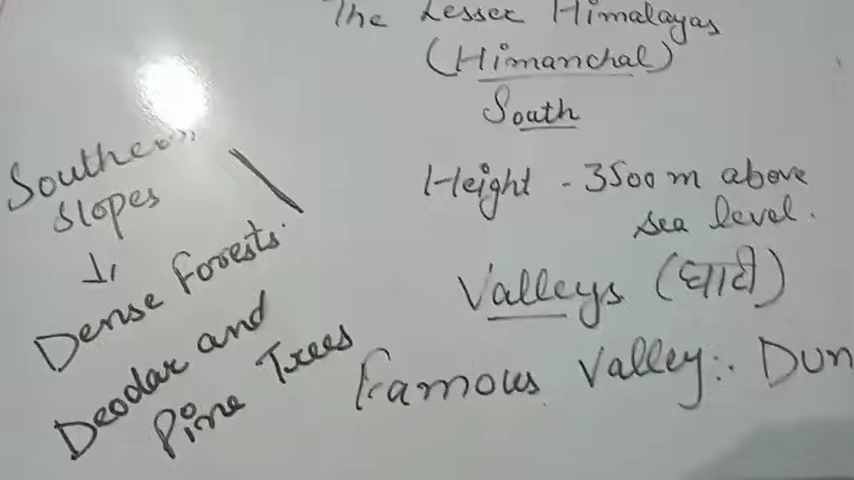 The Lesser Himalayas
(Himanchal)
South
Height - 3500 m above
sea level.
Valleys (घाटी)
Famous Valley:. Dun
Southern
slopes
↓
Dense Forests.
Deodar and
Pine Trees